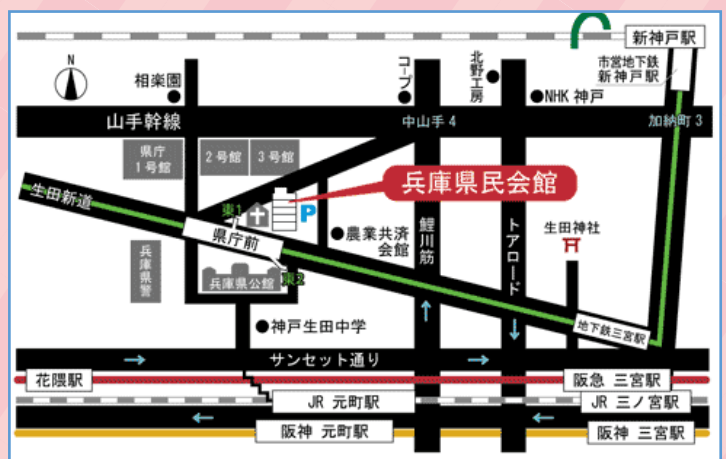 新神戸駅
市営地下鉄
新神戸駅
N
相楽園
コープ
北野工房
NHK 神戸
山手幹線
中山手 4
加納町 3
県庁
1 号館
2 号館
3 号館
兵庫県民会館
生田新道
東1
P
県庁前
農業共済
会館
鯉川筋
トアロード
生田神社
兵庫県警
兵庫県公館
東2
神戸生田中学
地下鉄三宮駅
サンセット通り
花隈駅
阪急 三宮駅
JR 元町駅
JR 三ノ宮駅
阪神 元町駅
阪神 三宮駅